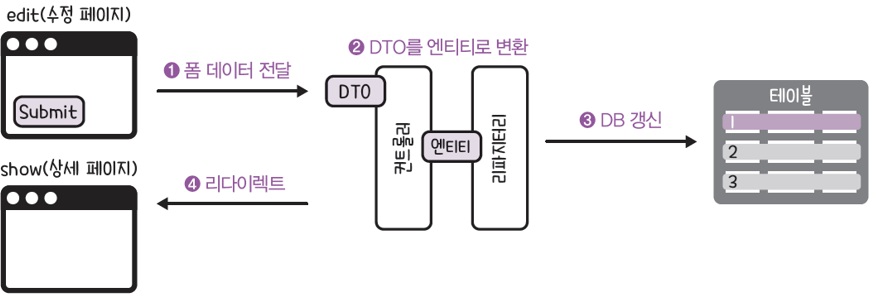 edit(수정 페이지)
Submit
❶ 폼 데이터 전달
❷ DTO를 엔티티로 변환
DTO
컨트롤러
엔티티
리파지터리
❸ DB 갱신
테이블
1
2
3
show(상세 페이지)
❹ 리다이렉트